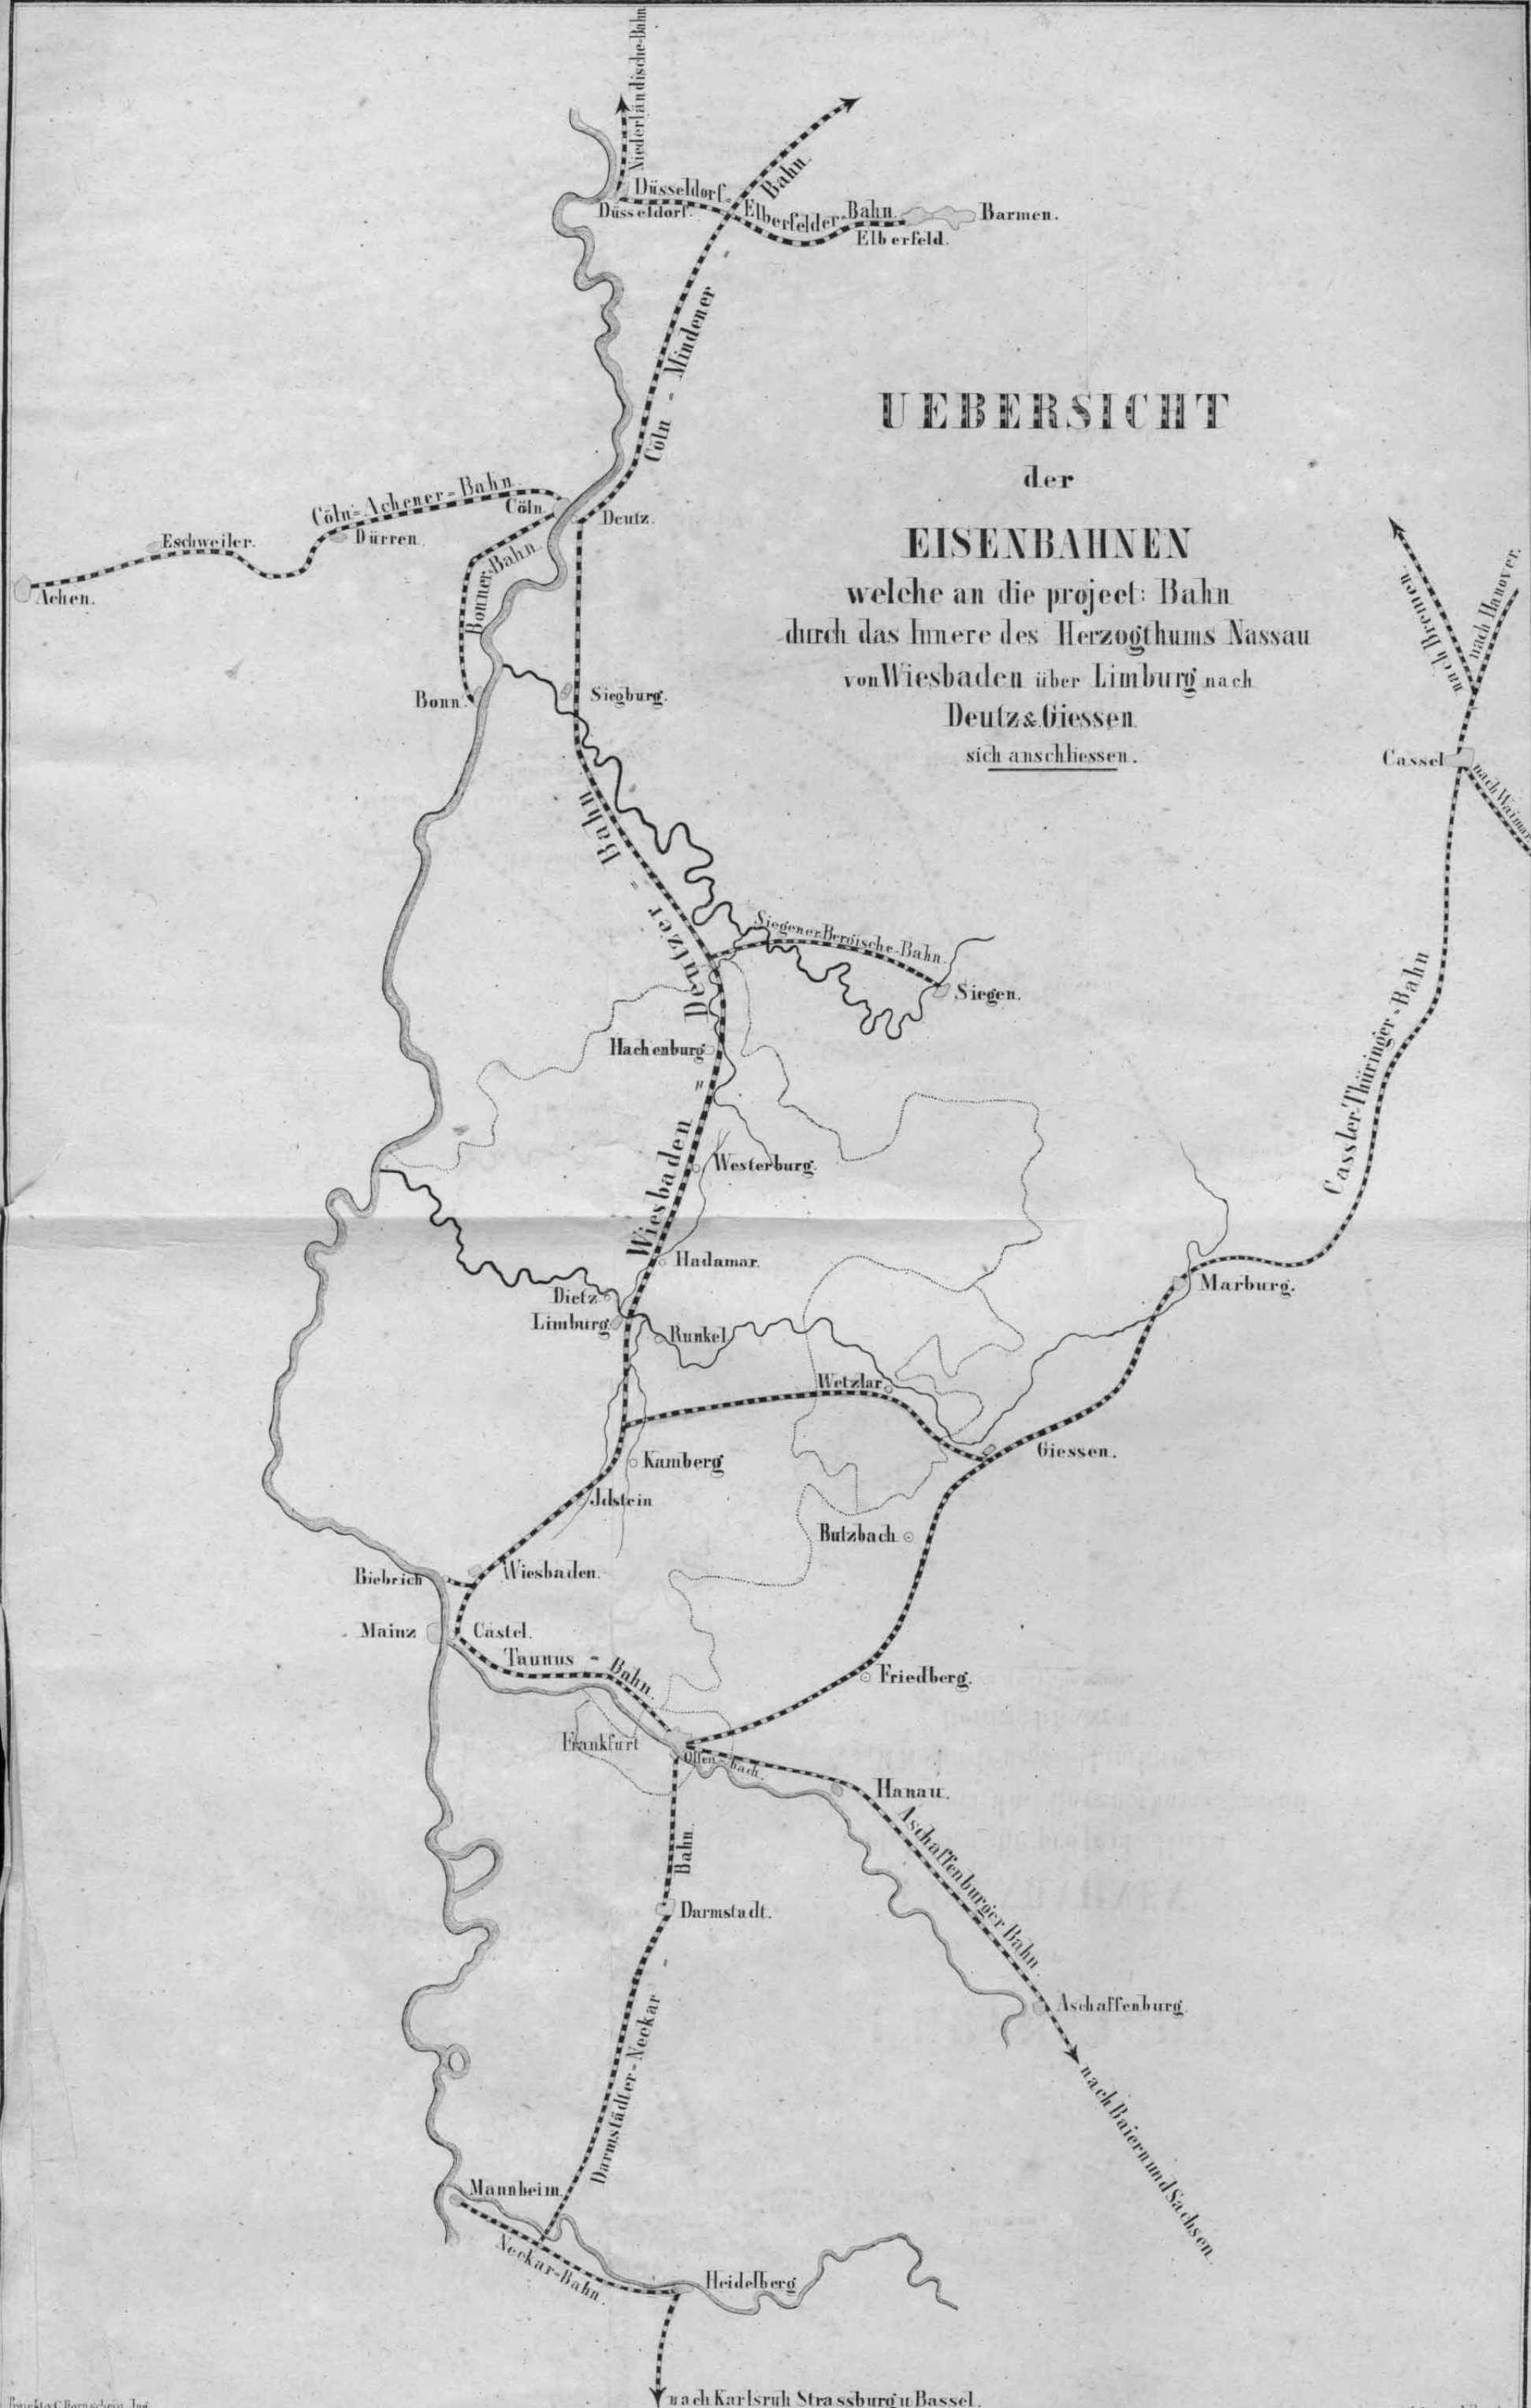 Niederländische-Bahn
Düsseldorf-
Düsseldorf.
Elberfelder-Bahn.
Elberfeld.
Barmen.
Cöln - Mindener - Bahn.
UEBERSICHT
der
EISENBAHNEN
welche an die project: Bahn
durch das Innere des Herzogthums Nassau
von Wiesbaden über Limburg nach
Deutz & Giessen
sich anschliessen.
Cöln-Achener-Bahn.
Cöln.
Deutz.
Eschweiler.
Dürren.
Achen.
Bonner-Bahn.
Bonn.
Siegburg.
nach Bremen.
nach Hanover.
Cassel
nach Waimar
Cassler-Thüringer-Bahn
Siegener Bergische-Bahn.
Siegen.
Wiesbaden = Deutzer = Bahn
Hachenburg
Westerburg.
Hadamar.
Dietz
Limburg
Runkel
Marburg.
Wetzlar.
Giessen.
Kamberg
Jdstein
Butzbach
Biebrich
Wiesbaden.
Mainz
Castel.
Taunus - Bahn.
Friedberg.
Frankfurt
Offen-bach.
Hanau.
Aschaffenburger Bahn.
Darmstadt.
Aschaffenburg.
Darmstädter-Neckar - Bahn.
nach Baiern und Sachsen.
Mannheim.
Neckar-Bahn.
Heidelberg
nach Karlsruh Strassburg u Bassel.